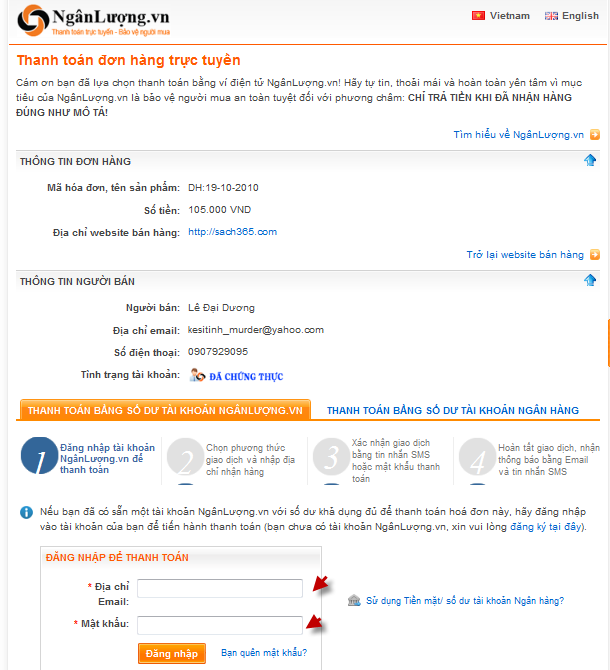 NgânLượng.vn
Thanh toán trực tuyến - Bảo vệ người mua
Vietnam
English
Thanh toán đơn hàng trực tuyến
Cám ơn bạn đã lựa chọn thanh toán bằng ví điện tử NgânLượng.vn! Hãy tự tin, thoải mái và hoàn toàn yên tâm vì mục
tiêu của NgânLượng.vn là bảo vệ người mua an toàn tuyệt đối với phương châm: CHỈ TRẢ TIỀN KHI ĐÃ NHẬN HÀNG
ĐÚNG NHƯ MÔ TẢ!
Tìm hiểu về NgânLượng.vn
THÔNG TIN ĐƠN HÀNG
Mã hóa đơn, tên sản phẩm: DH:19-10-2010
Số tiền: 105.000 VND
Địa chỉ website bán hàng: http://sach365.com
Trở lại website bán hàng
THÔNG TIN NGƯỜI BÁN
Người bán: Lê Đại Dương
Địa chỉ email: kesitinh_murder@yahoo.com
Số điện thoại: 0907929095
Tình trạng tài khoản: ĐÃ CHỨNG THỰC
THANH TOÁN BẰNG SỐ DƯ TÀI KHOẢN NGÂNLƯỢNG.VN
THANH TOÁN BẰNG SỐ DƯ TÀI KHOẢN NGÂN HÀNG
1
Đăng nhập tài khoản
NgânLượng.vn để
thanh toán
2
Chọn phương thức
giao dịch và nhập địa
chỉ nhận hàng
3
Xác nhận giao dịch
bằng tin nhắn SMS
hoặc mật khẩu thanh
toán
4
Hoàn tất giao dịch, nhận
thông báo bằng Email
và tin nhắn SMS
Nếu bạn đã có sẵn một tài khoản NgânLượng.vn với số dư khả dụng đủ để thanh toán hoá đơn này, hãy đăng nhập
vào tài khoản của bạn để tiến hành thanh toán (bạn chưa có tài khoản NgânLượng.vn, xin vui lòng đăng ký tại đây).
ĐĂNG NHẬP ĐỂ THANH TOÁN
* Địa chỉ
Email:
Sử dụng Tiền mặt/ số dư tài khoản Ngân hàng?
* Mật khẩu:
Đăng nhập
Bạn quên mật khẩu?